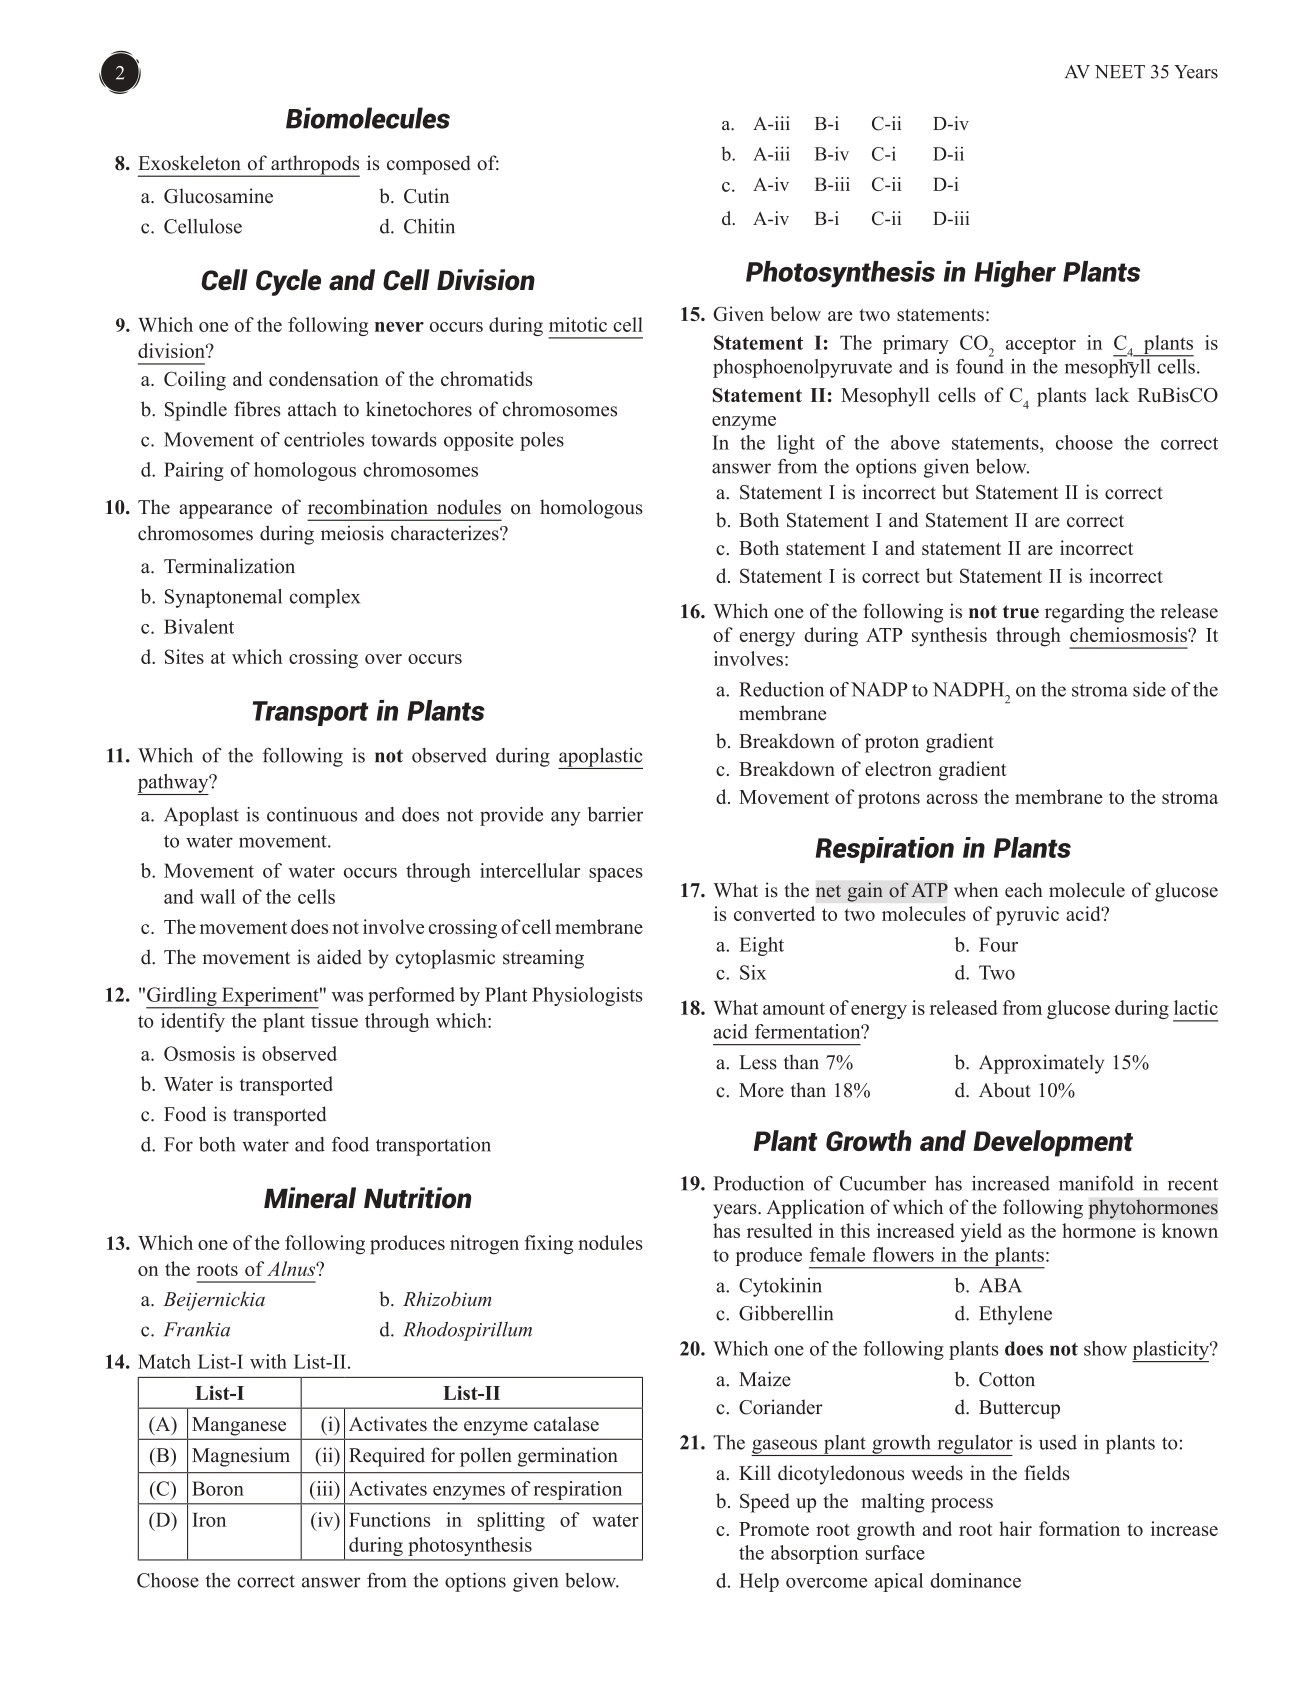 2
AV NEET 35 Years
Biomolecules
8. Exoskeleton of arthropods is composed of:
a. Glucosamine b. Cutin
c. Cellulose d. Chitin
Cell Cycle and Cell Division
9. Which one of the following never occurs during mitotic cell
division?
a. Coiling and condensation of the chromatids
b. Spindle fibres attach to kinetochores of chromosomes
c. Movement of centrioles towards opposite poles
d. Pairing of homologous chromosomes
10. The appearance of recombination nodules on homologous
chromosomes during meiosis characterizes?
a. Terminalization
b. Synaptonemal complex
c. Bivalent
d. Sites at which crossing over occurs
Transport in Plants
11. Which of the following is not observed during apoplastic
pathway?
a. Apoplast is continuous and does not provide any barrier
to water movement.
b. Movement of water occurs through intercellular spaces
and wall of the cells
c. The movement does not involve crossing of cell membrane
d. The movement is aided by cytoplasmic streaming
12. "Girdling Experiment" was performed by Plant Physiologists
to identify the plant tissue through which:
a. Osmosis is observed
b. Water is transported
c. Food is transported
d. For both water and food transportation
Mineral Nutrition
13. Which one of the following produces nitrogen fixing nodules
on the roots of Alnus?
a. Beijernickia b. Rhizobium
c. Frankia d. Rhodospirillum
14. Match List-I with List-II.
List-I List-II
(A) Manganese (i) Activates the enzyme catalase
(B) Magnesium (ii) Required for pollen germination
(C) Boron (iii) Activates enzymes of respiration
(D) Iron (iv) Functions in splitting of water
during photosynthesis
Choose the correct answer from the options given below.
a. A-iii B-i C-ii D-iv
b. A-iii B-iv C-i D-ii
c. A-iv B-iii C-ii D-i
d. A-iv B-i C-ii D-iii
Photosynthesis in Higher Plants
15. Given below are two statements:
Statement I: The primary CO2 acceptor in C4 plants is
phosphoenolpyruvate and is found in the mesophyll cells.
Statement II: Mesophyll cells of C4 plants lack RuBisCO
enzyme
In the light of the above statements, choose the correct
answer from the options given below.
a. Statement I is incorrect but Statement II is correct
b. Both Statement I and Statement II are correct
c. Both statement I and statement II are incorrect
d. Statement I is correct but Statement II is incorrect
16. Which one of the following is not true regarding the release
of energy during ATP synthesis through chemiosmosis? It
involves:
a. Reduction of NADP to NADPH2 on the stroma side of the
membrane
b. Breakdown of proton gradient
c. Breakdown of electron gradient
d. Movement of protons across the membrane to the stroma
Respiration in Plants
17. What is the net gain of ATP when each molecule of glucose
is converted to two molecules of pyruvic acid?
a. Eight b. Four
c. Six d. Two
18. What amount of energy is released from glucose during lactic
acid fermentation?
a. Less than 7% b. Approximately 15%
c. More than 18% d. About 10%
Plant Growth and Development
19. Production of Cucumber has increased manifold in recent
years. Application of which of the following phytohormones
has resulted in this increased yield as the hormone is known
to produce female flowers in the plants:
a. Cytokinin b. ABA
c. Gibberellin d. Ethylene
20. Which one of the following plants does not show plasticity?
a. Maize b. Cotton
c. Coriander d. Buttercup
21. The gaseous plant growth regulator is used in plants to:
a. Kill dicotyledonous weeds in the fields
b. Speed up the malting process
c. Promote root growth and root hair formation to increase
the absorption surface
d. Help overcome apical dominance